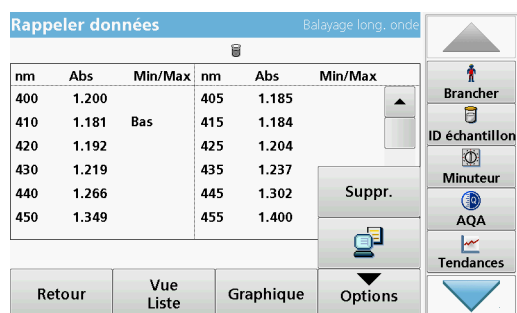 Rappeler données
Balayage long. onde
nm Abs Min/Max nm Abs Min/Max
400 1.200 405 1.185
410 1.181 Bas 415 1.184
420 1.192 425 1.204
430 1.219 435 1.237
440 1.266 445 1.302
450 1.349 455 1.400
Suppr.
Retour
Vue
Liste
Graphique
Options
Brancher
ID échantillon
Minuteur
AQA
Tendances